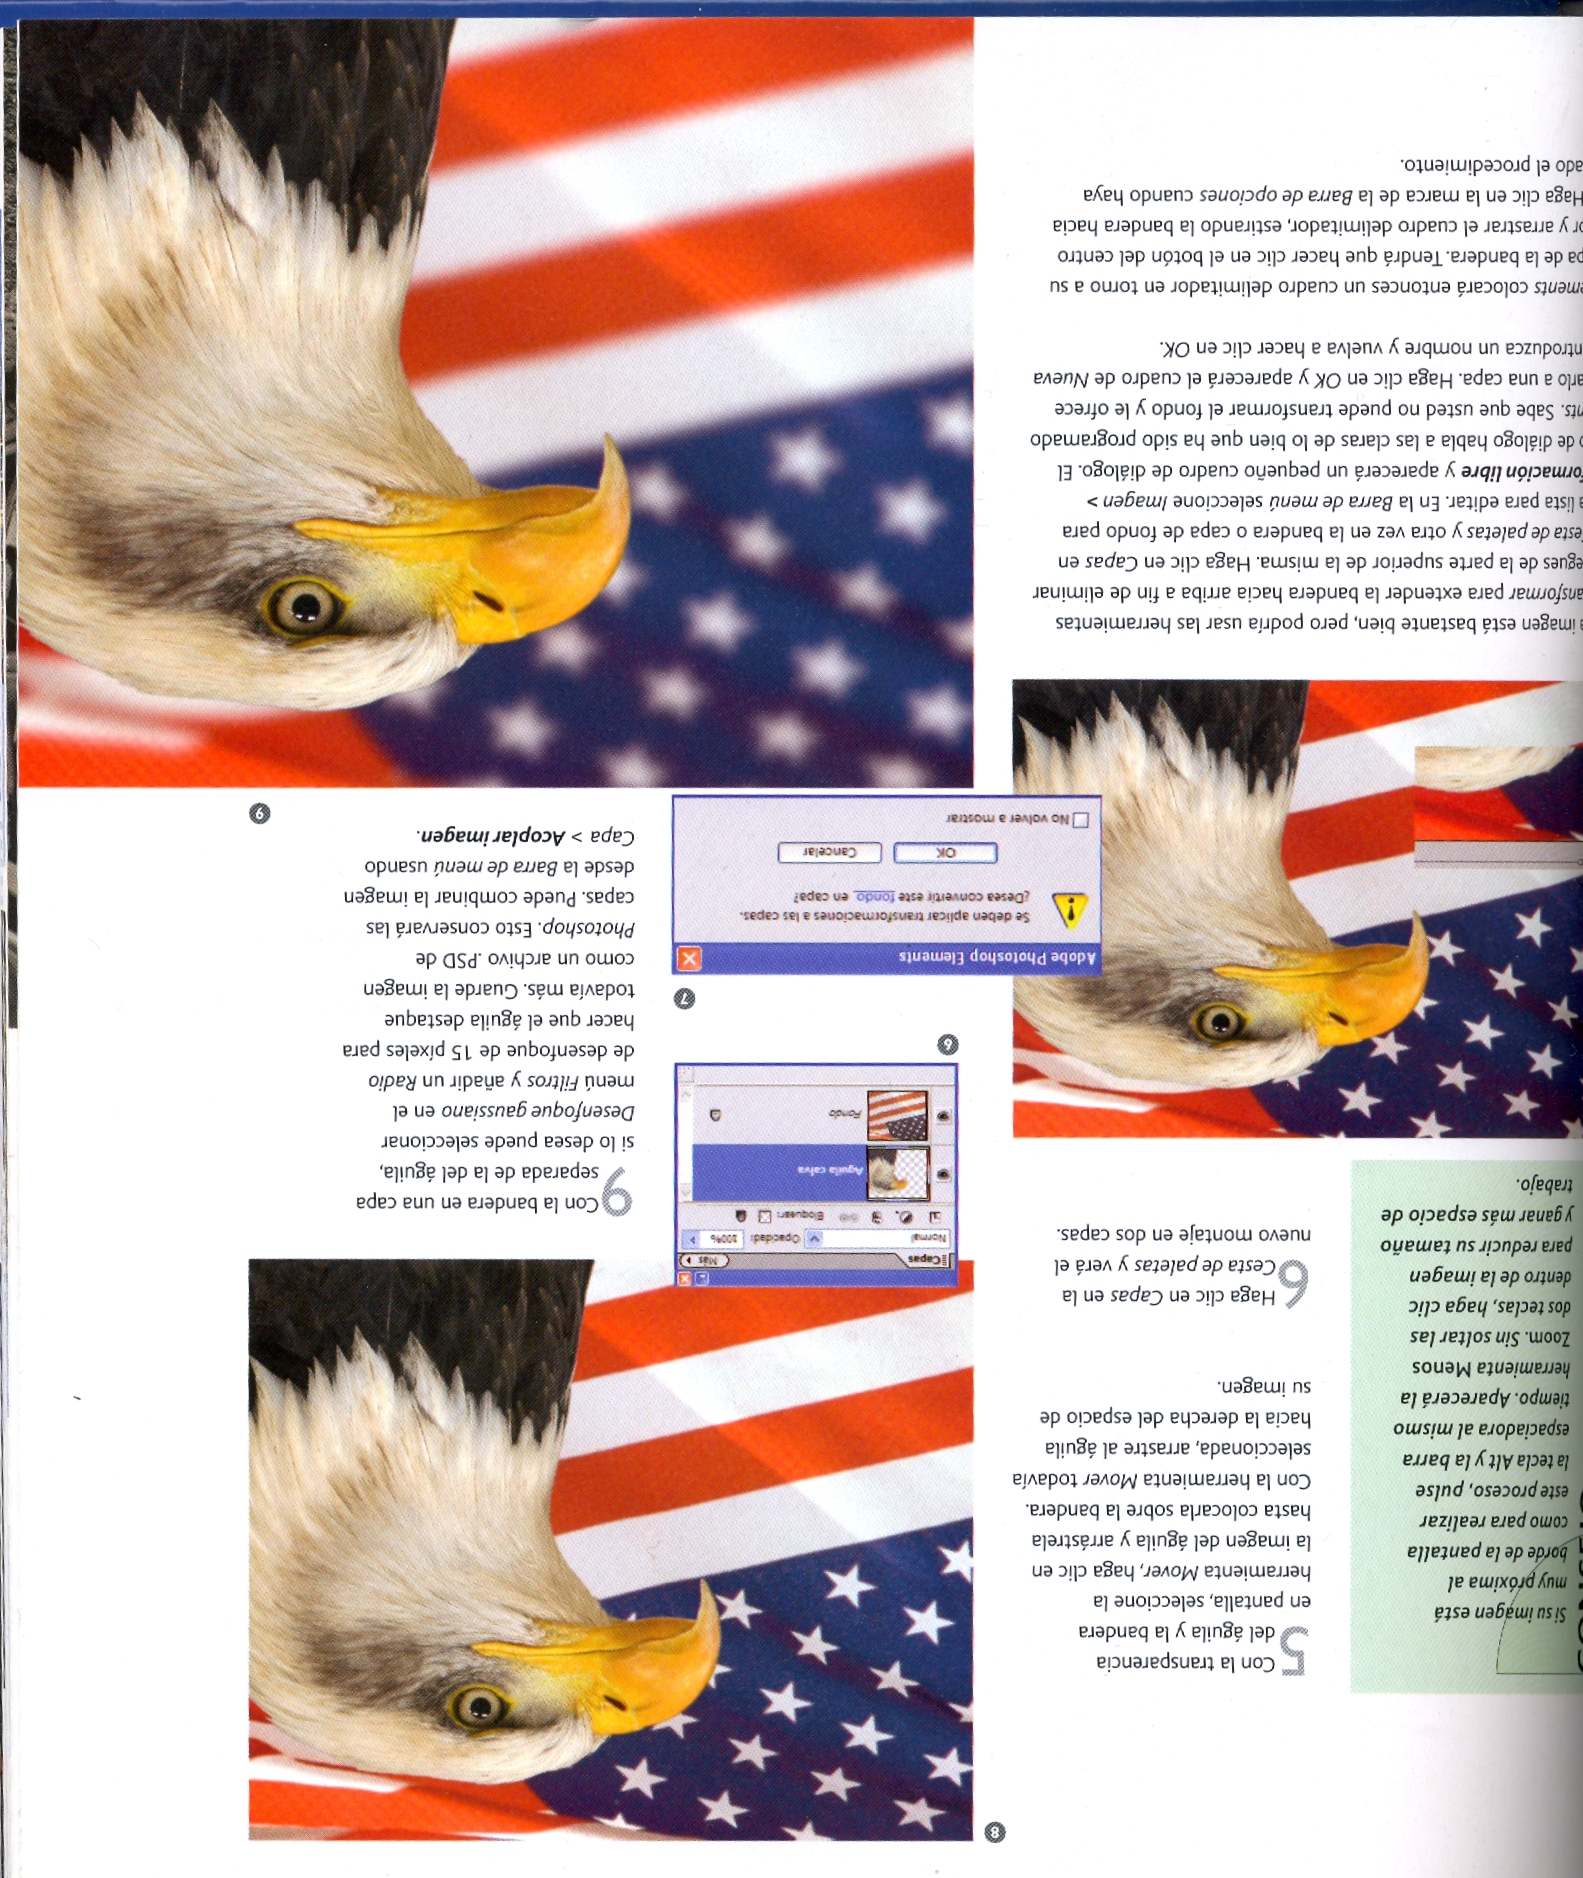 Si su imagen está
muy próxima al
borde de la pantalla
como para realizar
este proceso, pulse
la tecla Alt y la barra
espaciadora al mismo
tiempo. Aparecerá la
herramienta Menos
Zoom. Sin soltar las
dos teclas, haga clic
dentro de la imagen
para reducir su tamaño
y ganar más espacio de
trabajo.
5 Con la transparencia
del águila y la bandera
en pantalla, seleccione la
herramienta Mover, haga clic en
la imagen del águila y arrástrela
hasta colocarla sobre la bandera.
Con la herramienta Mover todavía
seleccionada, arrastre al águila
hacia la derecha del espacio de
su imagen.
6 Haga clic en Capas en la
Cesta de paletas y verá el
nuevo montaje en dos capas.
8
Capas
Más
Normal
Opacidad: 100%
Bloquear:
Águila calva
Fondo
6
7
Adobe Photoshop Elements
Se deben aplicar transformaciones a las capas.
¿Desea convertir este fondo en capa?
OK
Cancelar
No volver a mostrar
a imagen está bastante bien, pero podría usar las herramientas
ansformar para extender la bandera hacia arriba a fin de eliminar
egues de la parte superior de la misma. Haga clic en Capas en
esta de paletas y otra vez en la bandera o capa de fondo para
a lista para editar. En la Barra de menú seleccione Imagen >
formación libre y aparecerá un pequeño cuadro de diálogo. El
o de diálogo habla a las claras de lo bien que ha sido programado
nts. Sabe que usted no puede transformar el fondo y le ofrece
arlo a una capa. Haga clic en OK y aparecerá el cuadro de Nueva
ntroduzca un nombre y vuelva a hacer clic en OK.
ements colocará entonces un cuadro delimitador en torno a su
pa de la bandera. Tendrá que hacer clic en el botón del centro
or y arrastrar el cuadro delimitador, estirando la bandera hacia
Haga clic en la marca de la Barra de opciones cuando haya
ado el procedimiento.
9 Con la bandera en una capa
separada de la del águila,
si lo desea puede seleccionar
Desenfoque gaussiano en el
menú Filtros y añadir un Radio
de desenfoque de 15 píxeles para
hacer que el águila destaque
todavía más. Guarde la imagen
como un archivo .PSD de
Photoshop. Esto conservará las
capas. Puede combinar la imagen
desde la Barra de menú usando
Capa > Acoplar imagen.
9